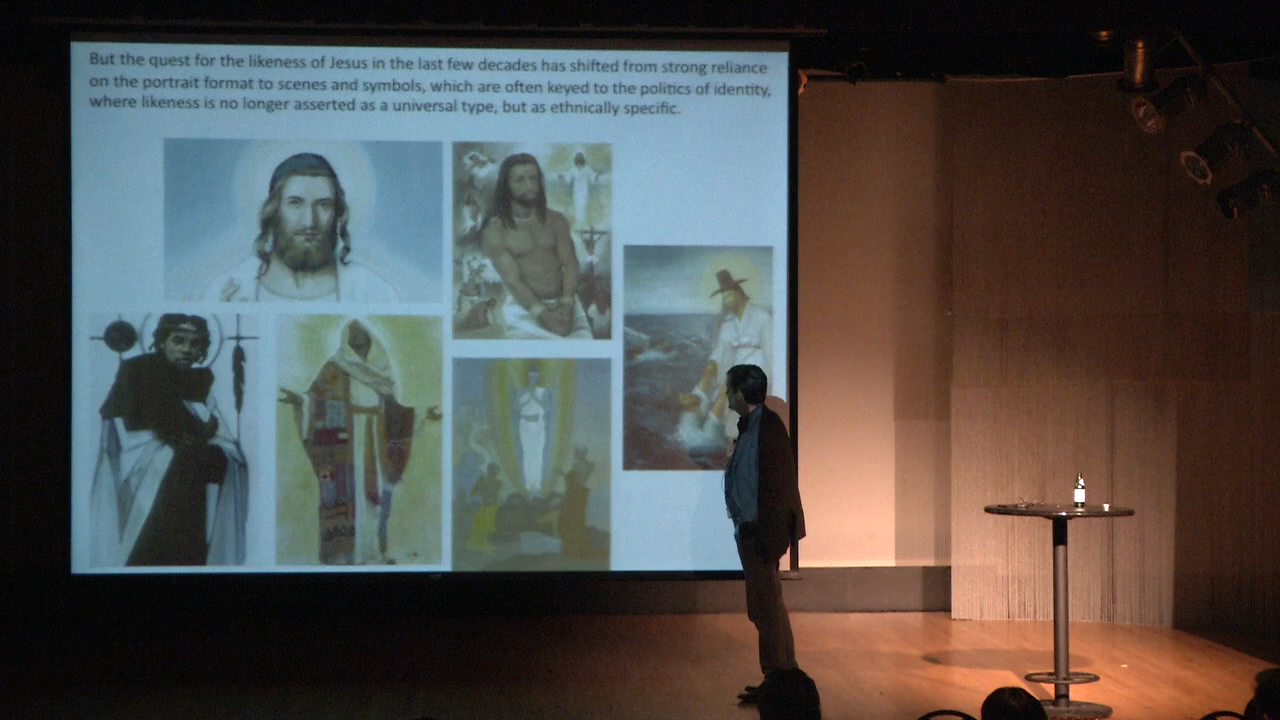 But the quest for the likeness of Jesus in the last few decades has shifted from strong reliance
on the portrait format to scenes and symbols, which are often keyed to the politics of identity,
where likeness is no longer asserted as a universal type, but as ethnically specific.